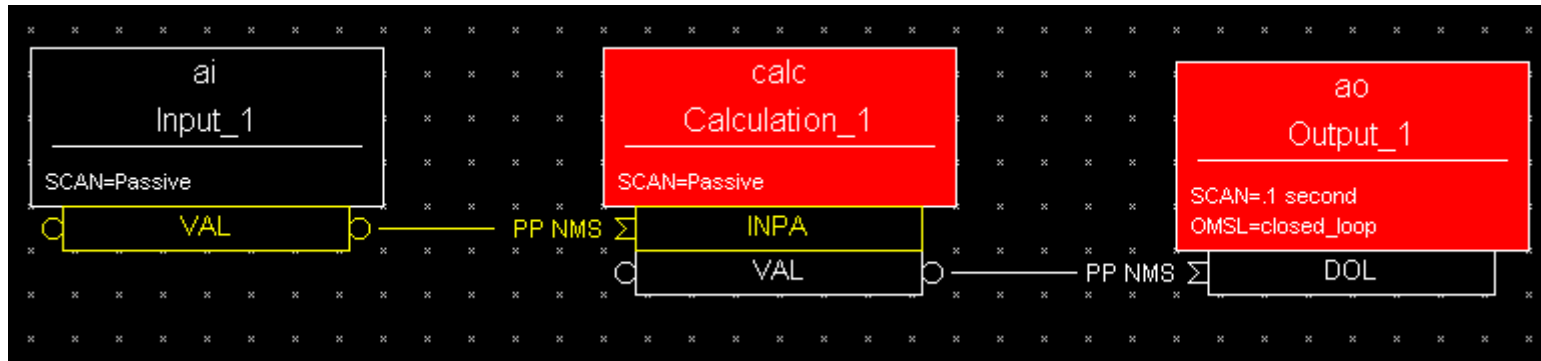 ai
Input_1
SCAN=Passive
VAL
PP NMS
calc
Calculation_1
SCAN=Passive
INPA
VAL
PP NMS
ao
Output_1
SCAN=.1 second
OMSL=closed_loop
DOL